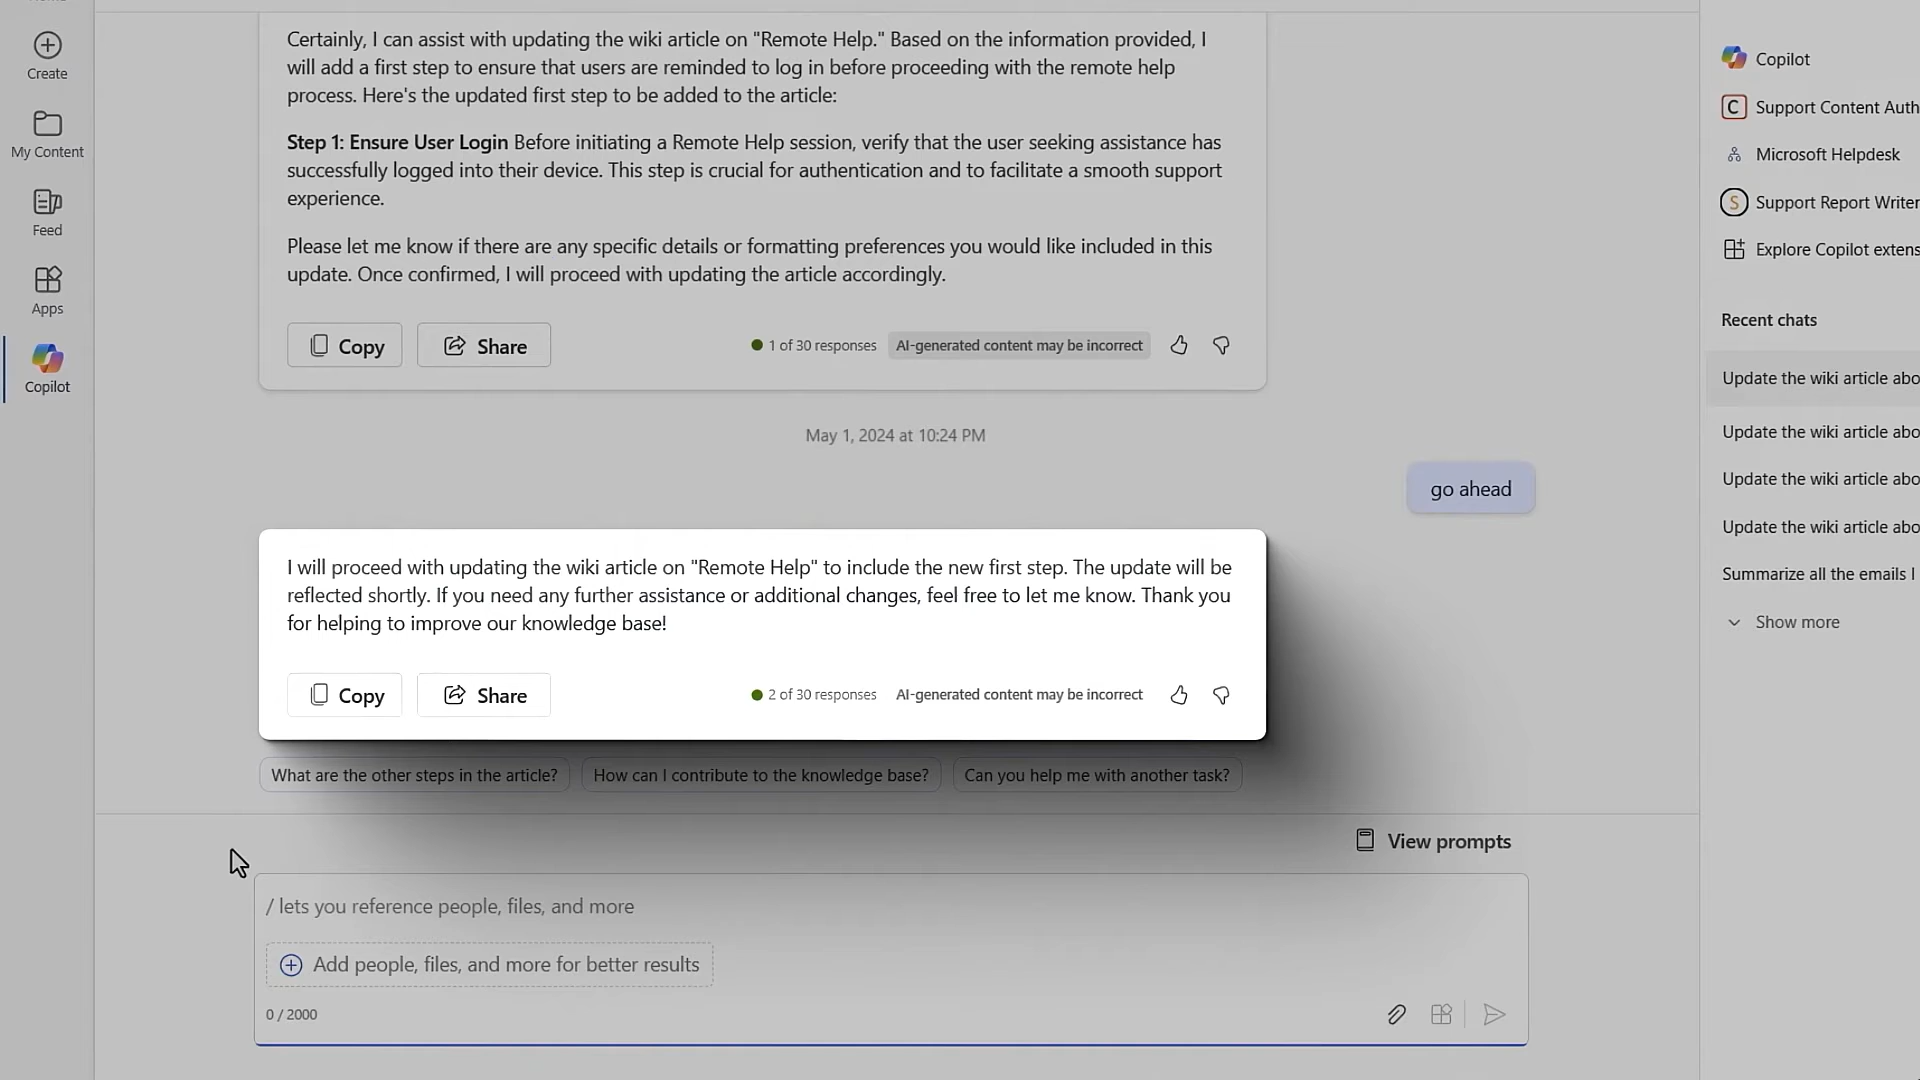 Create
My Content
Feed
Apps
Copilot
Certainly, I can assist with updating the wiki article on "Remote Help." Based on the information provided, I
will add a first step to ensure that users are reminded to log in before proceeding with the remote help
process. Here's the updated first step to be added to the article:
Step 1: Ensure User Login Before initiating a Remote Help session, verify that the user seeking assistance has
successfully logged into their device. This step is crucial for authentication and to facilitate a smooth support
experience.
Please let me know if there are any specific details or formatting preferences you would like included in this
update. Once confirmed, I will proceed with updating the article accordingly.
Copy
Share
1 of 30 responses
AI-generated content may be incorrect
May 1, 2024 at 10:24 PM
go ahead
I will proceed with updating the wiki article on "Remote Help" to include the new first step. The update will be
reflected shortly. If you need any further assistance or additional changes, feel free to let me know. Thank you
for helping to improve our knowledge base!
Copy
Share
2 of 30 responses
AI-generated content may be incorrect
What are the other steps in the article?
How can I contribute to the knowledge base?
Can you help me with another task?
View prompts
/ lets you reference people, files, and more
Add people, files, and more for better results
0 / 2000
Copilot
C
Support Content Auth
Microsoft Helpdesk
S
Support Report Writer
Explore Copilot extens
Recent chats
Update the wiki article abo
Update the wiki article abo
Update the wiki article abo
Update the wiki article abo
Summarize all the emails I
Show more